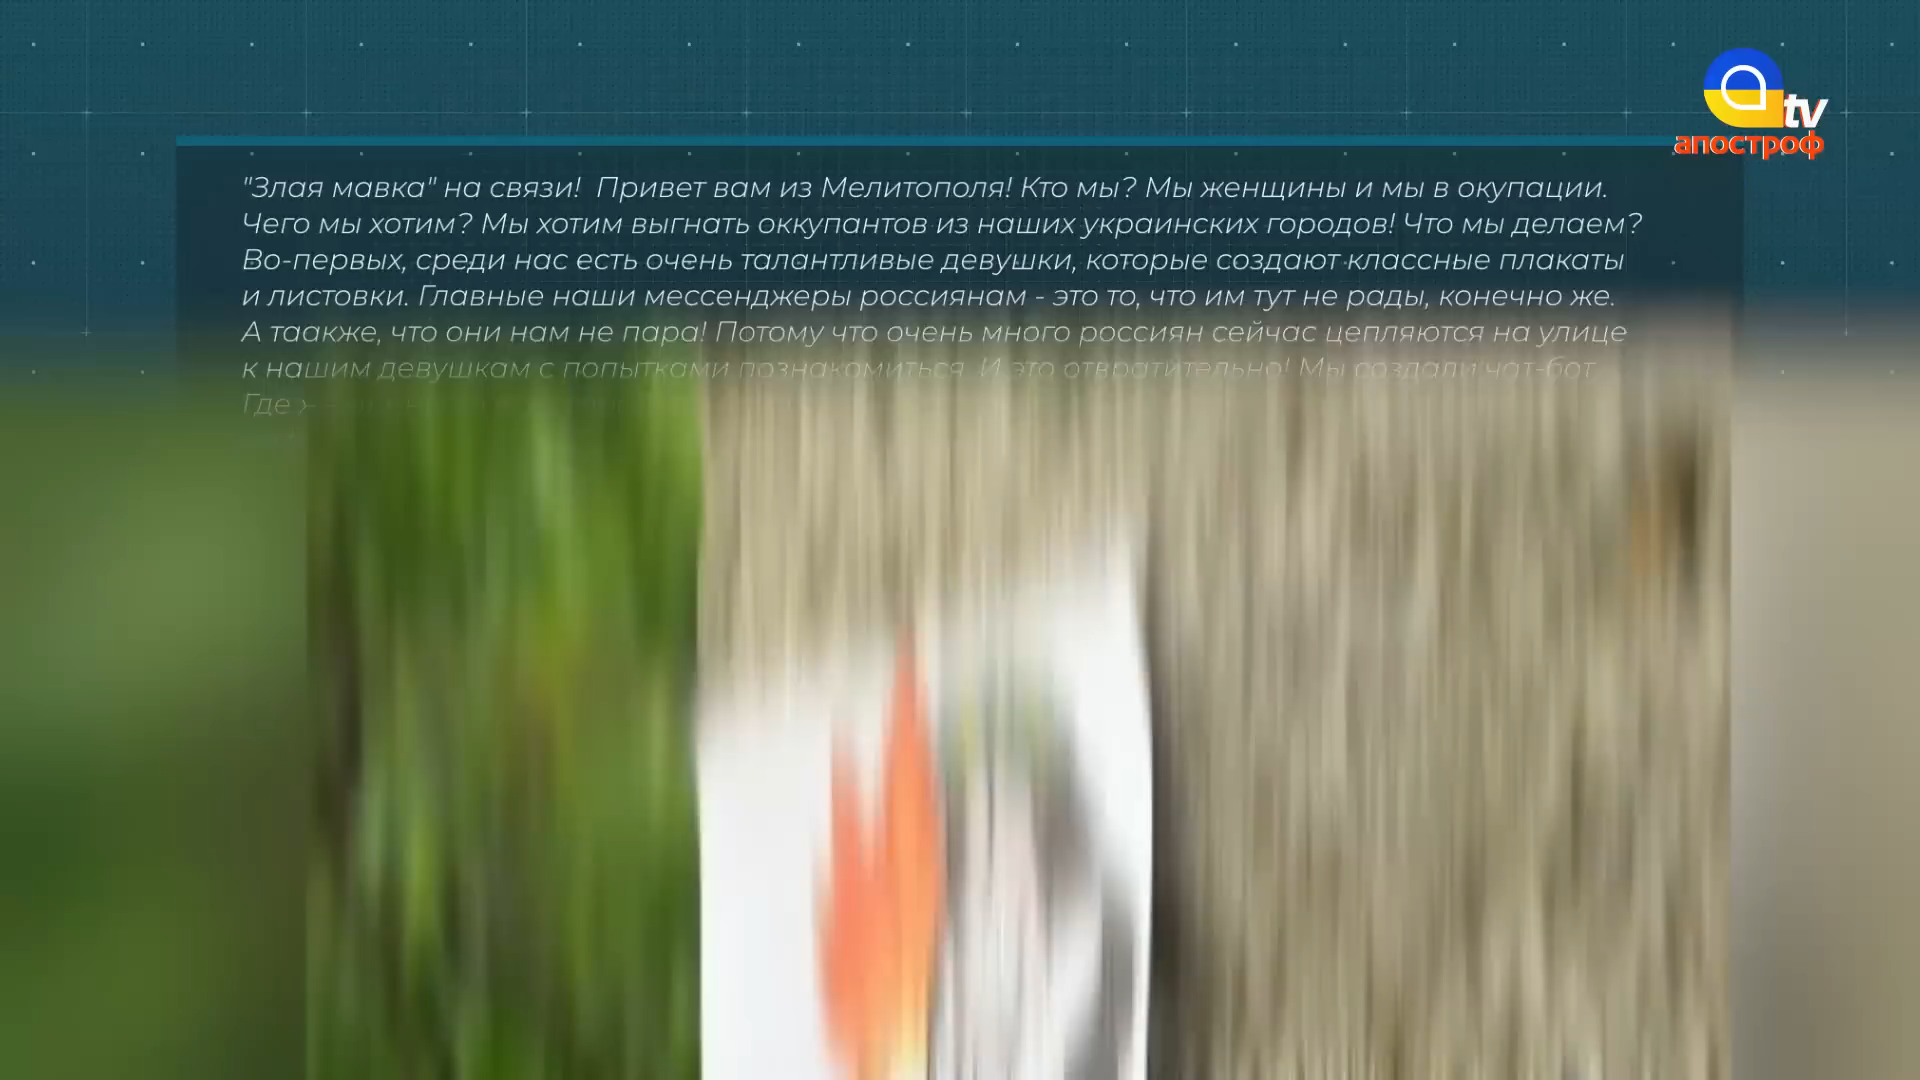 tv
апостроф
"Злая мавка" на связи!  Привет вам из Мелитополя! Кто мы? Мы женщины и мы в окупации.
Чего мы хотим? Мы хотим выгнать оккупантов из наших украинских городов! Что мы делаем?
Во-первых, среди нас есть очень талантливые девушки, которые создают классные плакаты
и листовки. Главные наши мессенджеры россиянам - это то, что им тут не рады, конечно же.
А таакже, что они нам не пара! Потому что очень много россиян сейчас цепляются на улице
к нашим девушкам с попытками познакомиться. И это отвратительно! Мы создали чат-бот
Где